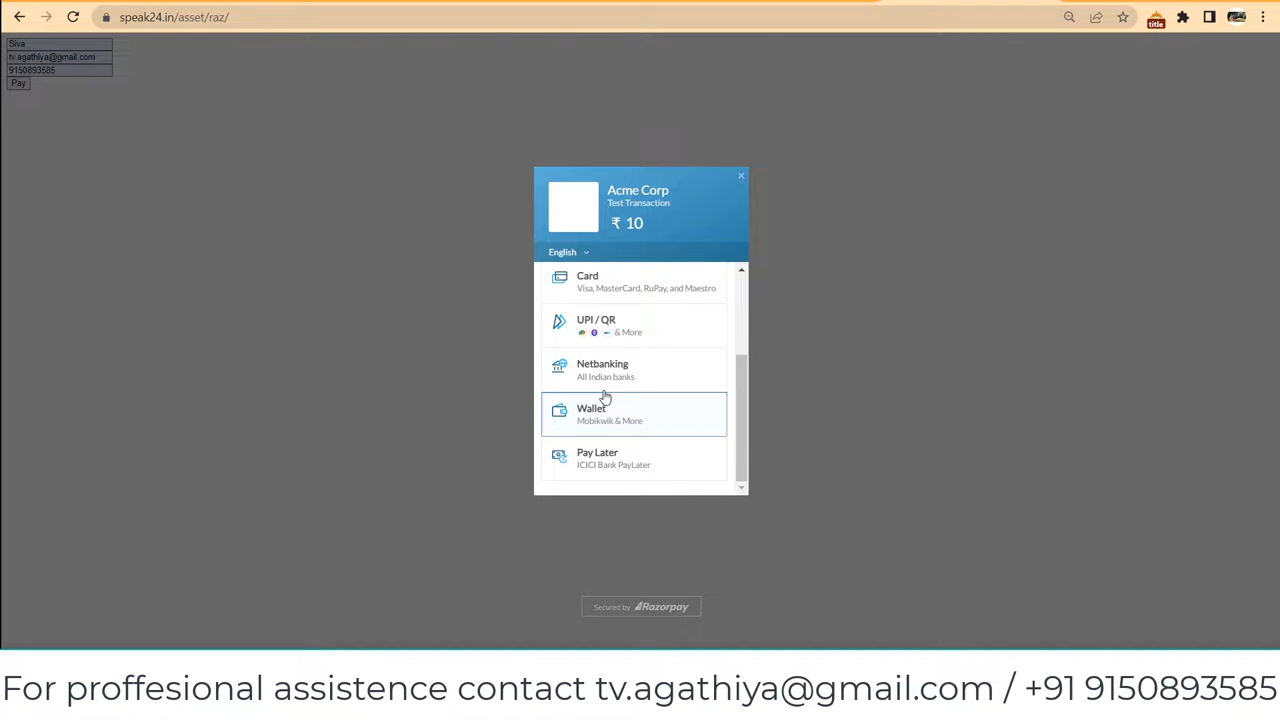 speak24.in/asset/raz/
title
Siva
tv.agathiya@gmail.com
9150893585
Pay
Acme Corp
Test Transaction
₹ 10
English
Card
Visa, MasterCard, RuPay, and Maestro
UPI / QR
& More
Netbanking
All Indian banks
Wallet
Mobikwik & More
Pay Later
ICICI Bank PayLater
Secured by Razorpay
For proffesional assistence contact tv.agathiya@gmail.com / +91 9150893585